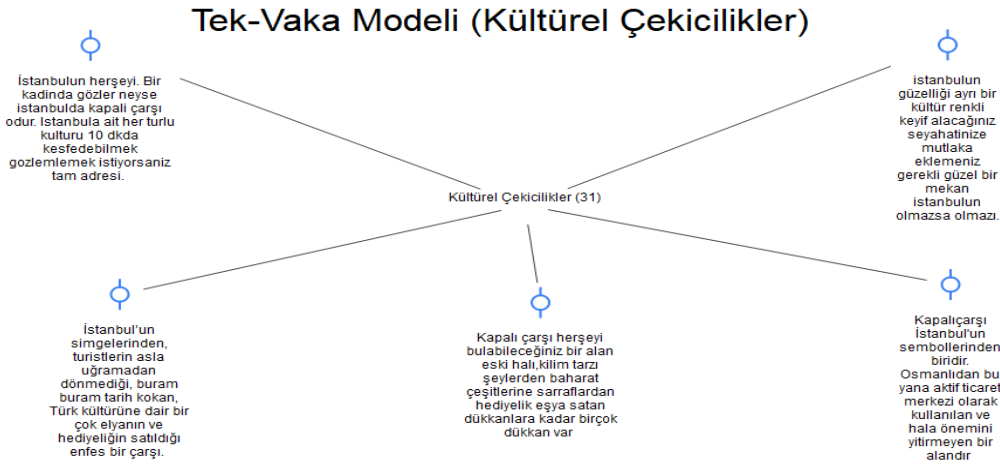 Tek-Vaka Modeli (Kültürel Çekicilikler)
İstanbulun herşeyi. Bir
kadinda gözler neyse
istanbulda kapali çarşı
odur. Istanbula ait her turlu
kulturu 10 dkda
kesfedebilmek
gozlemlemek istiyorsaniz
tam adresi.
istanbulun
güzelliği ayrı bir
kültür renkli
keyif alacağınız
seyahatinize
mutlaka
eklemeniz
gerekli güzel bir
mekan
istanbulun
olmazsa olmazı.
Kültürel Çekicilikler (31)
İstanbul'un
simgelerinden,
turistlerin asla
uğramadan
dönmediği, buram
buram tarih kokan,
Türk kültürüne dair bir
çok elyanın ve
hediyeliğin satıldığı
enfes bir çarşı.
Kapalı çarşı herşeyi
bulabileceğiniz bir alan
eski halı,kilim tarzı
şeylerden baharat
çeşitlerine sarraflardan
hediyelik eşya satan
dükkanlara kadar birçok
dükkan var
Kapalıçarşı
İstanbul'un
sembollerinden
biridir.
Osmanlıdan bu
yana aktif ticaret
merkezi olarak
kullanılan ve
hala önemini
yitirmeyen bir
alandır